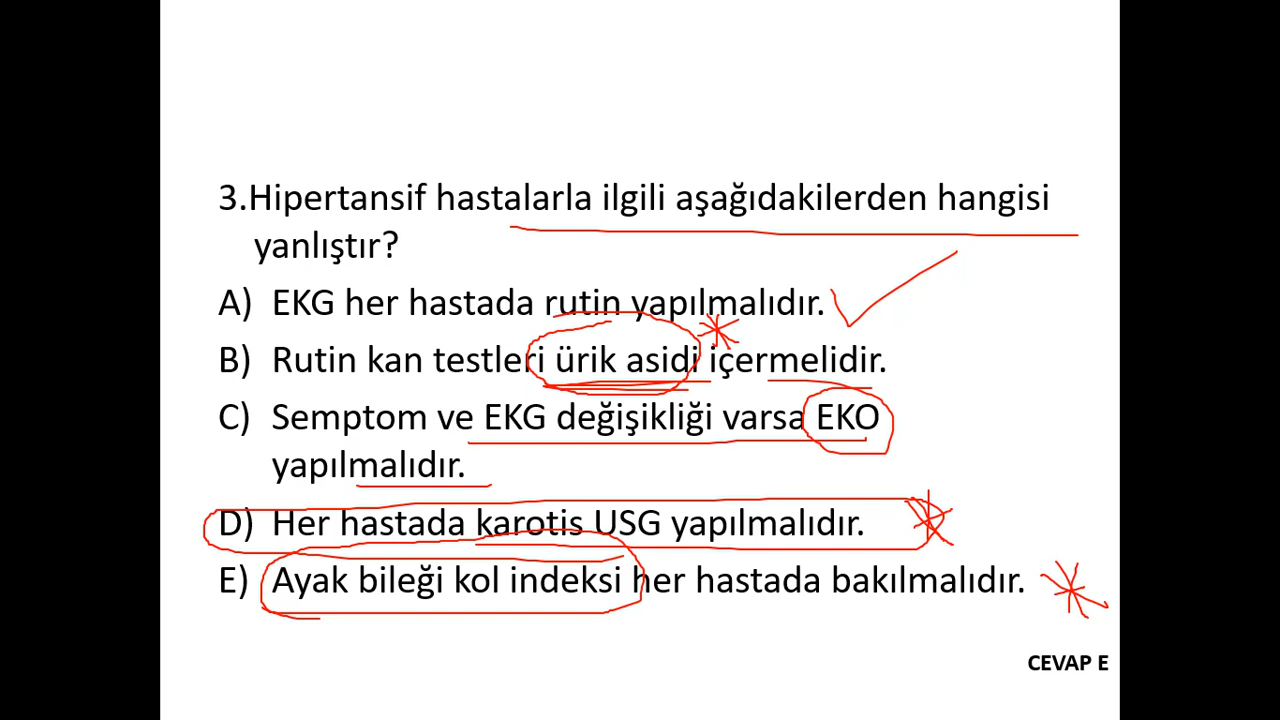 3.Hipertansif hastalarla ilgili aşağıdakilerden hangisi
yanlıştır?
A) EKG her hastada rutin yapılmalıdır.
B) Rutin kan testleri ürik asidi içermelidir.
C) Semptom ve EKG değişikliği varsa EKO
yapılmalıdır.
D) Her hastada karotis USG yapılmalıdır.
E) Ayak bileği kol indeksi her hastada bakılmalıdır.
CEVAP E